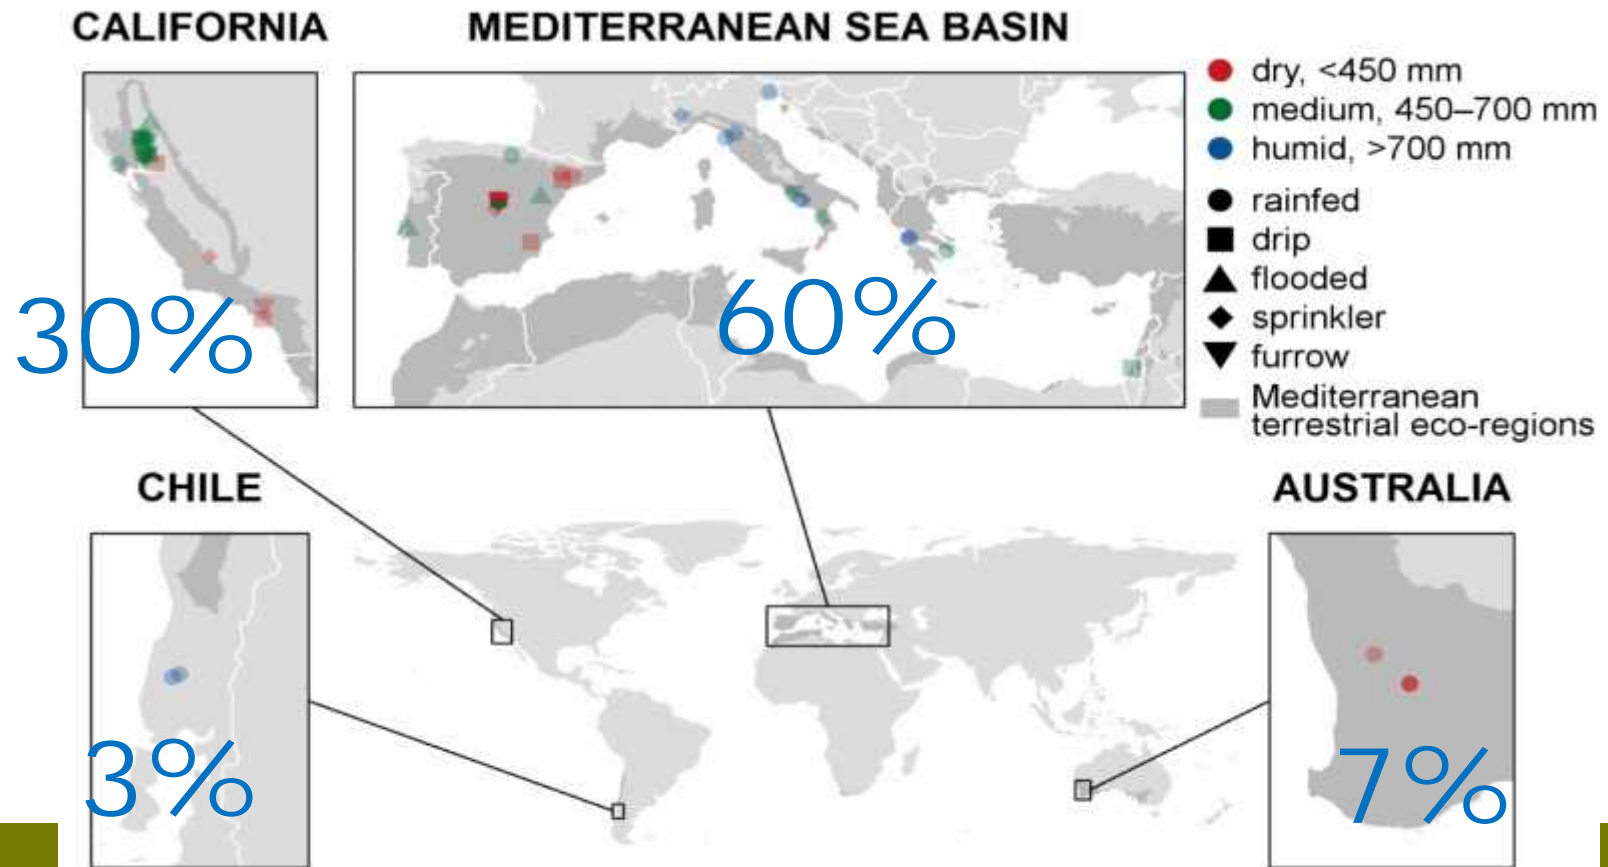 CALIFORNIA
MEDITERRANEAN SEA BASIN
dry, <450 mm
medium, 450–700 mm
humid, >700 mm
rainfed
drip
flooded
sprinkler
furrow
Mediterranean
terrestrial eco-regions
30%
60%
CHILE
AUSTRALIA
3%
7%